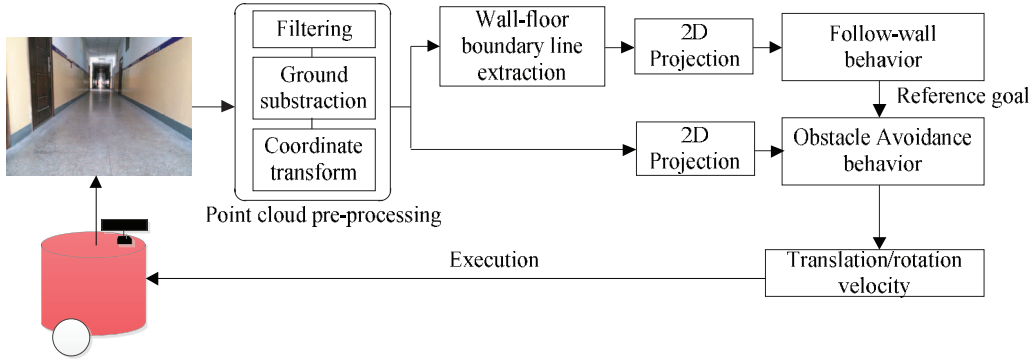 Filtering
Ground
substraction
Coordinate
transform
Point cloud pre-processing
Wall-floor
boundary line
extraction
2D
Projection
Follow-wall
behavior
Reference goal
2D
Projection
Obstacle Avoidance
behavior
Translation/rotation
velocity
Execution